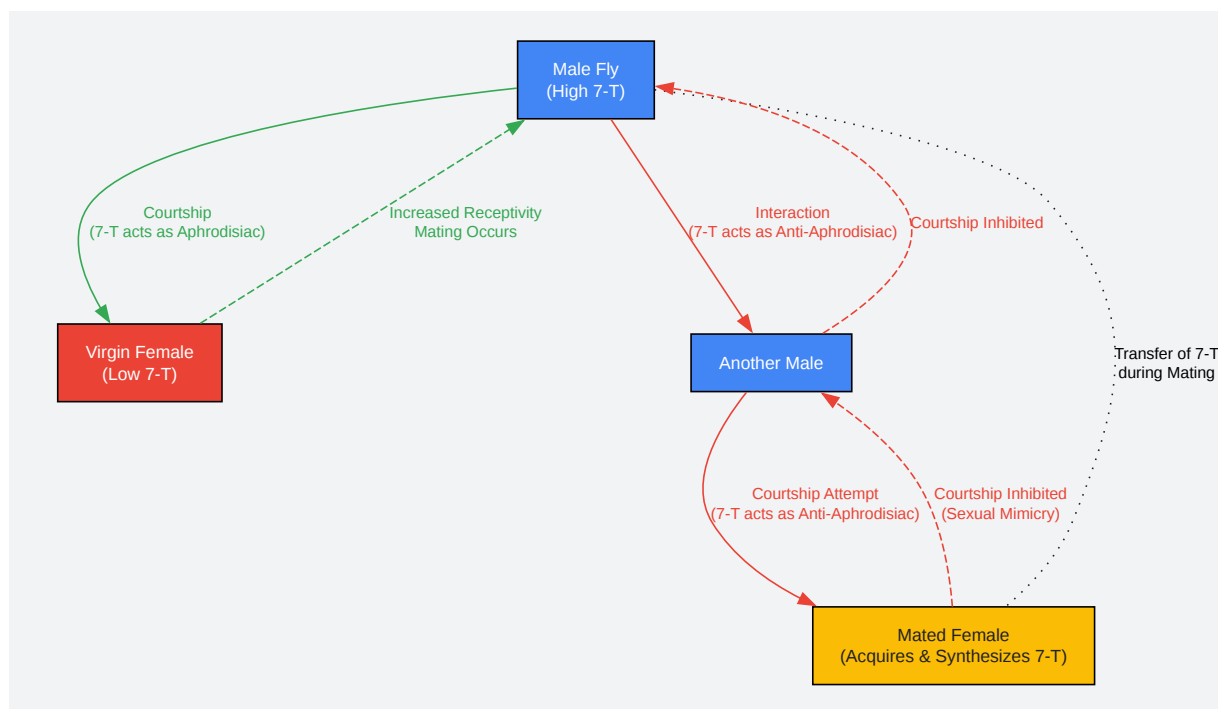 Male Fly
(High 7-T)
Courtship
(7-T acts as Aphrodisiac)
Increased Receptivity
Mating Occurs
Interaction
(7-T acts as Anti-Aphrodisiac)
Courtship Inhibited
Virgin Female
(Low 7-T)
Another Male
Transfer of 7-T
during Mating
Courtship Attempt
(7-T acts as Anti-Aphrodisiac)
Courtship Inhibited
(Sexual Mimicry)
Mated Female
(Acquires & Synthesizes 7-T)